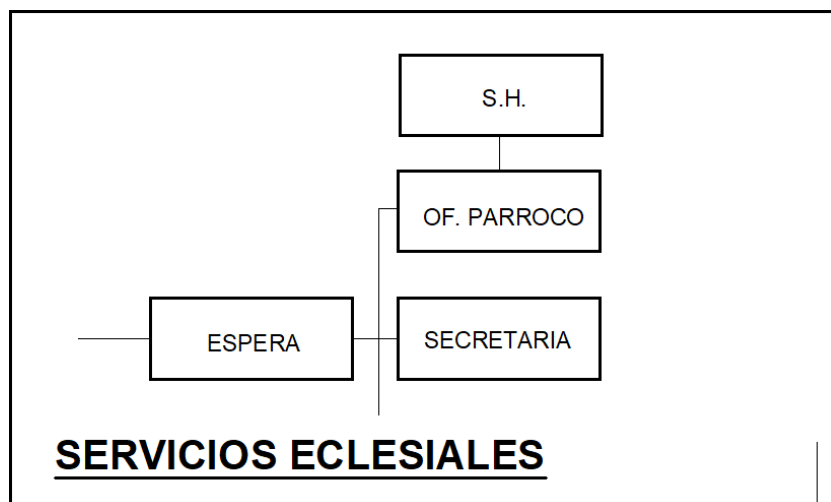 S.H.
OF. PARROCO
ESPERA
SECRETARIA
SERVICIOS ECLESIALES